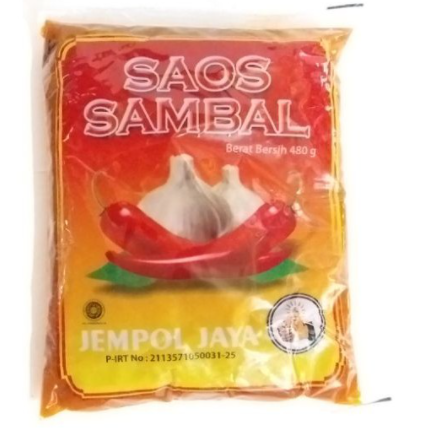 SAOS
SAMBAL
Berat Bersih 480 g
JEMPOL JAYA
P-IRT No : 2113571050031-25